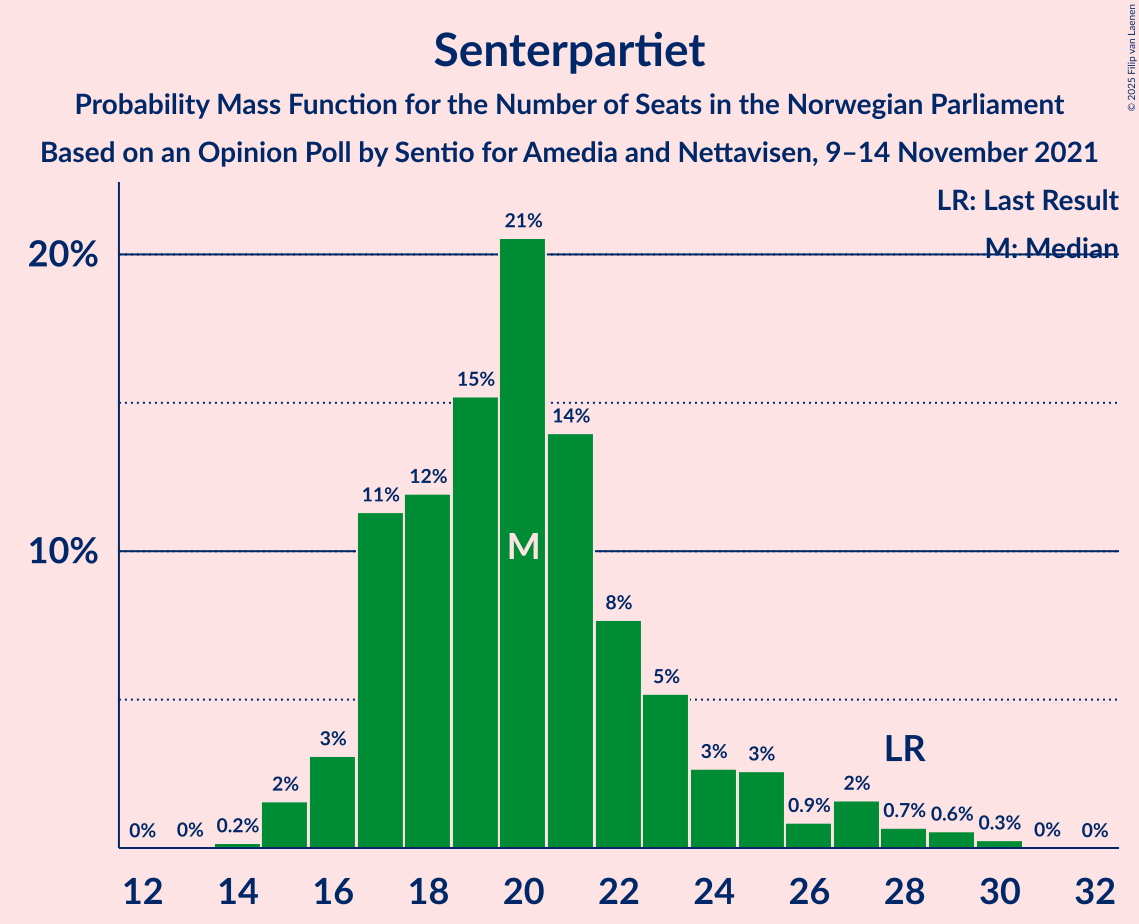 Senterpartiet
Probability Mass Function for the Number of Seats in the Norwegian Parliament
Based on an Opinion Poll by Sentio for Amedia and Nettavisen, 9–14 November 2021
© 2025 Filip van Laenen
LR: Last Result
M: Median
20%
10%
0%
0%
0.2%
2%
3%
11%
12%
15%
21%
14%
8%
5%
3%
3%
0.9%
2%
0.7%
0.6%
0.3%
0%
0%
M
LR
12 14 16 18 20 22 24 26 28 30 32